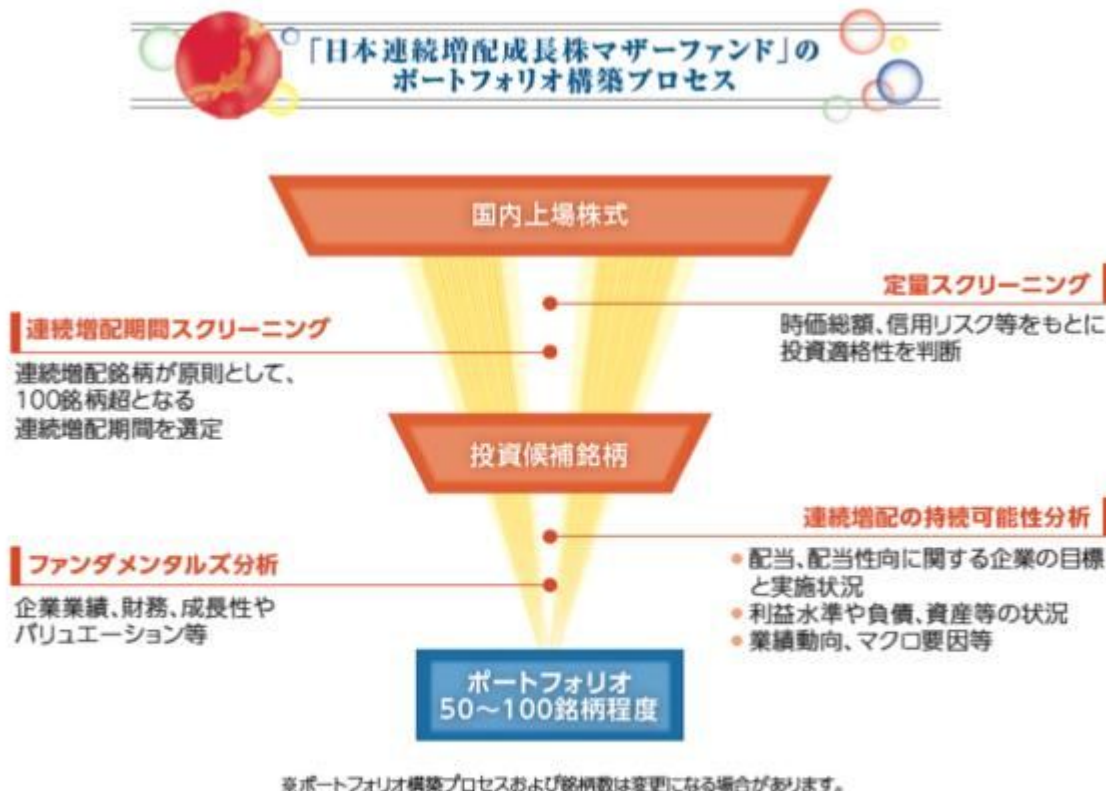 「日本連続増配成長株マザーファンド」の
ポートフォリオ構築プロセス
国内上場株式
定量スクリーニング
時価総額、信用リスク等をもとに
投資適格性を判断
連続増配期間スクリーニング
連続増配銘柄が原則として、
100銘柄超となる
連続増配期間を選定
投資候補銘柄
連続増配の持続可能性分析
●配当、配当性向に関する企業の目標
と実施状況
●利益水準や負債、資産等の状況
●業績動向、マクロ要因等
ファンダメンタルズ分析
企業業績、財務、成長性や
バリュエーション等
ポートフォリオ
50～100銘柄程度
※ポートフォリオ構築プロセスおよび銘柄数は変更になる場合があります。